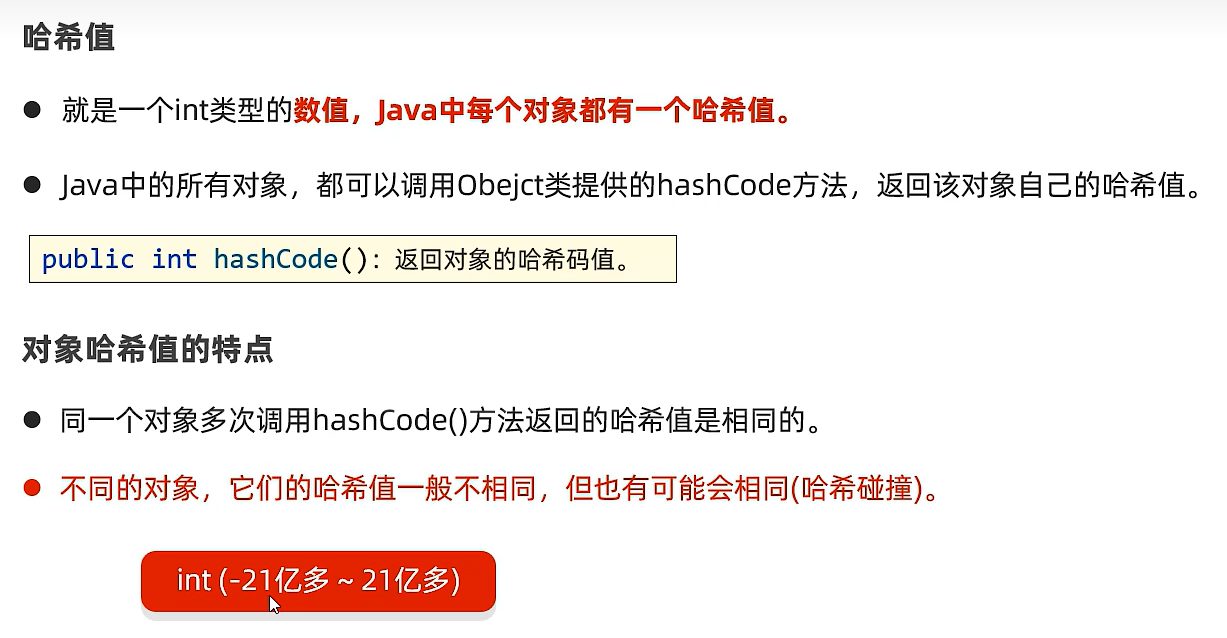 哈希值
就是一个int类型的数值，Java中每个对象都有一个哈希值。
Java中的所有对象，都可以调用Obejct类提供的hashCode方法，返回该对象自己的哈希值。
public int hashCode()：返回对象的哈希码值。
对象哈希值的特点
同一个对象多次调用hashCode()方法返回的哈希值是相同的。
不同的对象，它们的哈希值一般不相同，但也有可能会相同(哈希碰撞)。
int (-21亿多 ~ 21亿多)